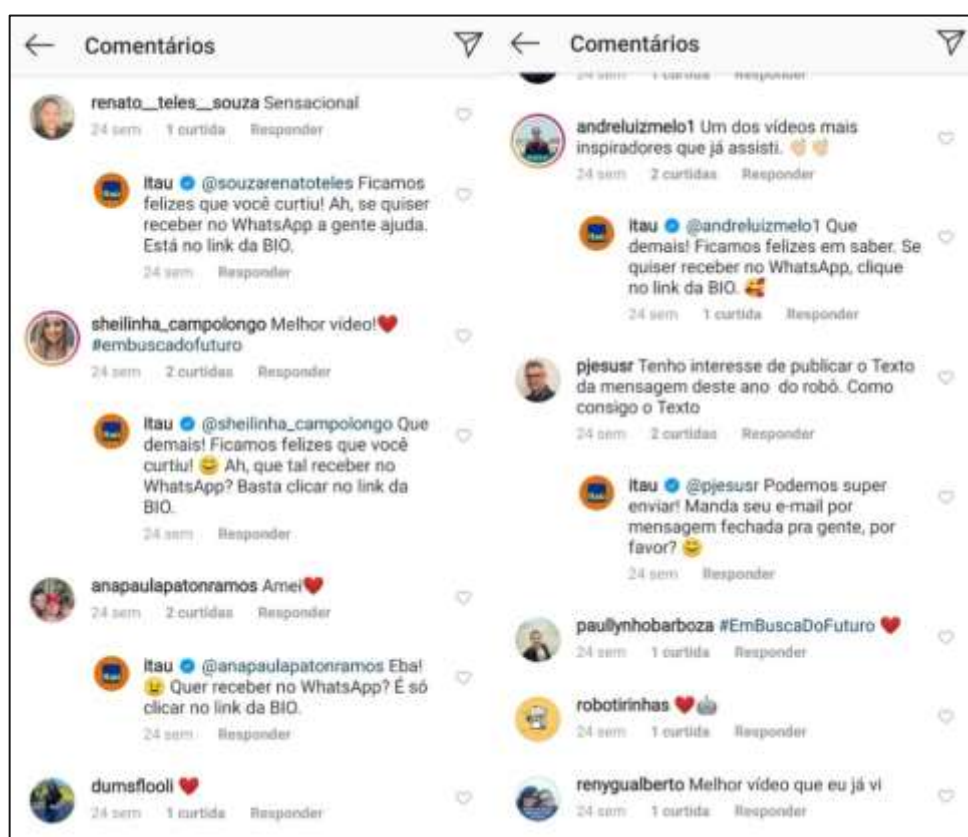 Comentários
renato__teles__souza Sensacional
24 sem 1 curtida Responder
itau @souzarenatoteles Ficamos
felizes que você curtiu! Ah, se quiser
receber no WhatsApp a gente ajuda.
Está no link da BIO.
24 sem Responder
sheilinha_campolongo Melhor vídeo!❤️
#embuscadofuturo
24 sem 2 curtidas Responder
itau @sheilinha_campolongo Que
demais! Ficamos felizes que você
curtiu! 😄 Ah, que tal receber no
WhatsApp? Basta clicar no link da
BIO.
24 sem Responder
anapaulapatonramos Amei❤️
24 sem 2 curtidas Responder
itau @anapaulapatonramos Eba!
😉 Quer receber no WhatsApp? É só
clicar no link da BIO.
24 sem Responder
dumsflooli ❤️
24 sem 1 curtida Responder
Comentários
24 sem 1 curtida Responder
andreluizmelo1 Um dos vídeos mais
inspiradores que já assisti. 👏🏻👏🏻
24 sem 2 curtidas Responder
itau @andreluizmelo1 Que
demais! Ficamos felizes em saber. Se
quiser receber no WhatsApp, clique
no link da BIO. 🥰
24 sem 1 curtida Responder
pjesusr Tenho interesse de publicar o Texto
da mensagem deste ano do robô. Como
consigo o Texto
24 sem 2 curtidas Responder
itau @pjesusr Podemos super
enviar! Manda seu e-mail por
mensagem fechada pra gente, por
favor? 😄
24 sem Responder
paullynhobarboza #EmBuscaDoFuturo ❤️
24 sem 1 curtida Responder
robotirinhas ❤️🤖
24 sem 1 curtida Responder
renygualberto Melhor vídeo que eu já vi
24 sem 1 curtida Responder